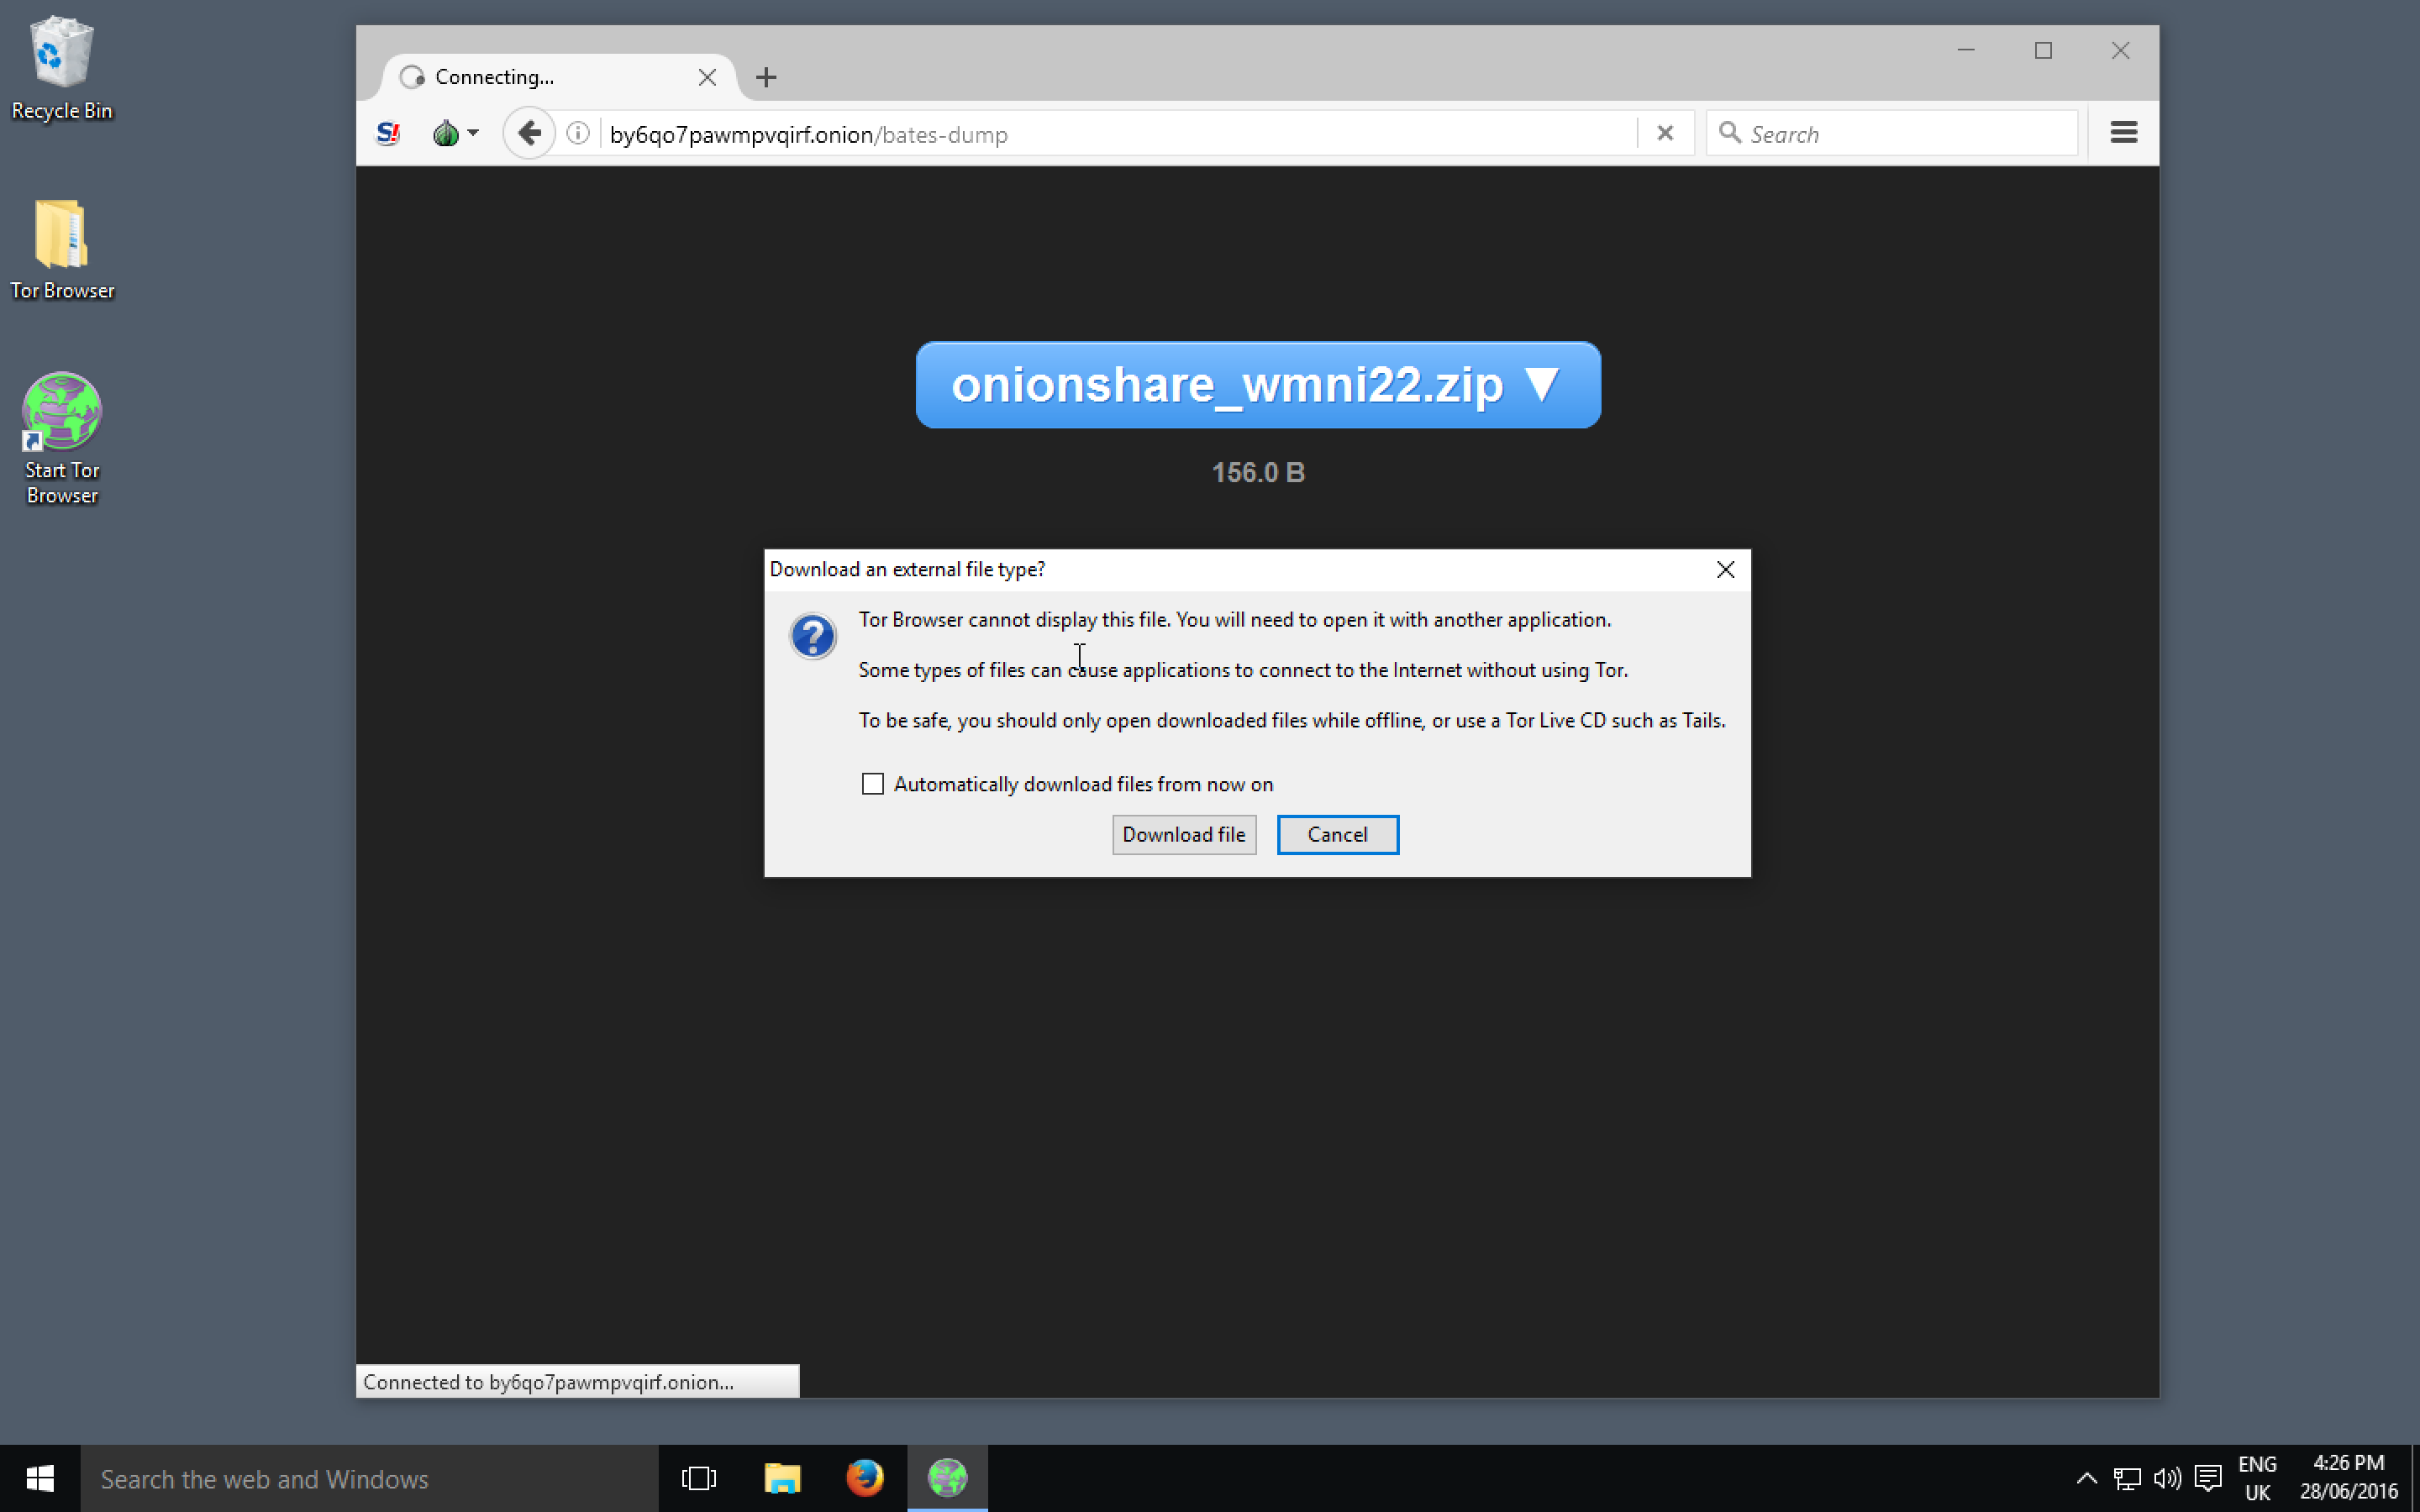 Recycle Bin
Tor Browser
Start Tor
Browser
Connecting...
S!
by6qo7pawmpvqirf.onion/bates-dump
Search
onionshare_wmni22.zip ▼
156.0 B
Download an external file type?
Tor Browser cannot display this file. You will need to open it with another application.
Some types of files can cause applications to connect to the Internet without using Tor.
To be safe, you should only open downloaded files while offline, or use a Tor Live CD such as Tails.
Automatically download files from now on
Download file
Cancel
Connected to by6qo7pawmpvqirf.onion...
Search the web and Windows
ENG
UK
4:26 PM
28/06/2016